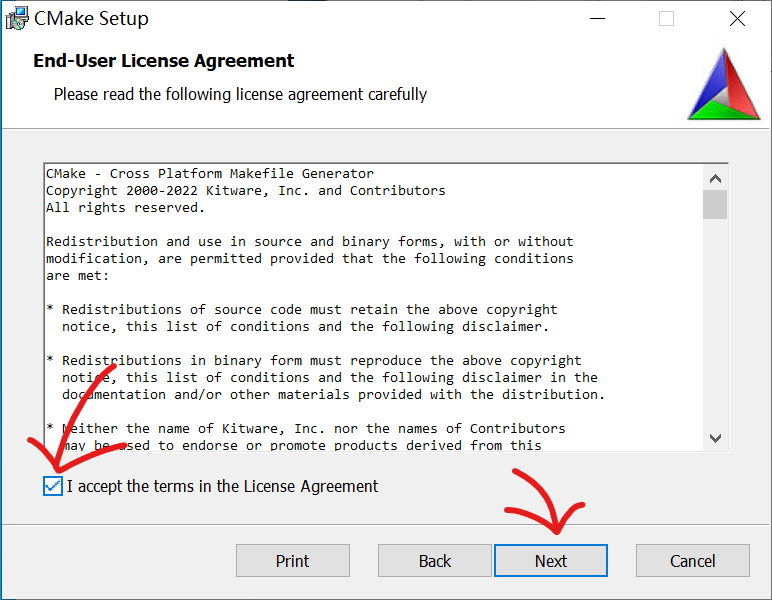 CMake Setup
End-User License Agreement
Please read the following license agreement carefully
CMake - Cross Platform Makefile Generator
Copyright 2000-2022 Kitware, Inc. and Contributors
All rights reserved.
Redistribution and use in source and binary forms, with or without
modification, are permitted provided that the following conditions
are met:
* Redistributions of source code must retain the above copyright
notice, this list of conditions and the following disclaimer.
* Redistributions in binary form must reproduce the above copyright
notice, this list of conditions and the following disclaimer in the
documentation and/or other materials provided with the distribution.
* Neither the name of Kitware, Inc. nor the names of Contributors
may be used to endorse or promote products derived from this
I accept the terms in the License Agreement
Print Back Next Cancel